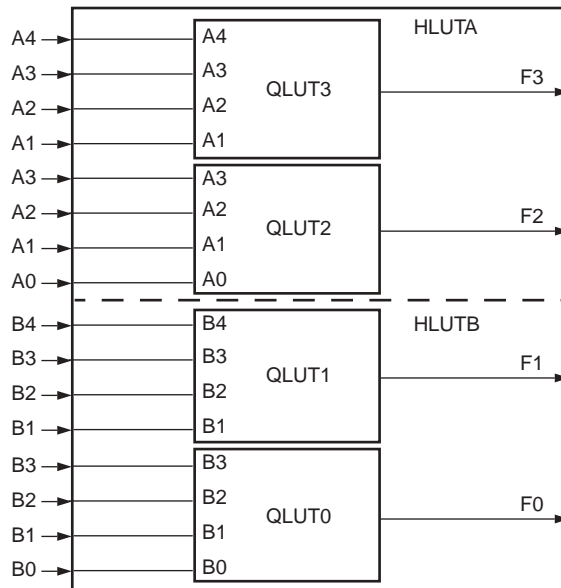 HLUTA
A4 A4
A3 A3
QLUT3 F3
A2 A2
A1 A1
A3 A3
A2 A2
QLUT2 F2
A1 A1
A0 A0
HLUTB
B4 B4
B3 B3
QLUT1 F1
B2 B2
B1 B1
B3 B3
B2 B2
QLUT0 F0
B1 B1
B0 B0